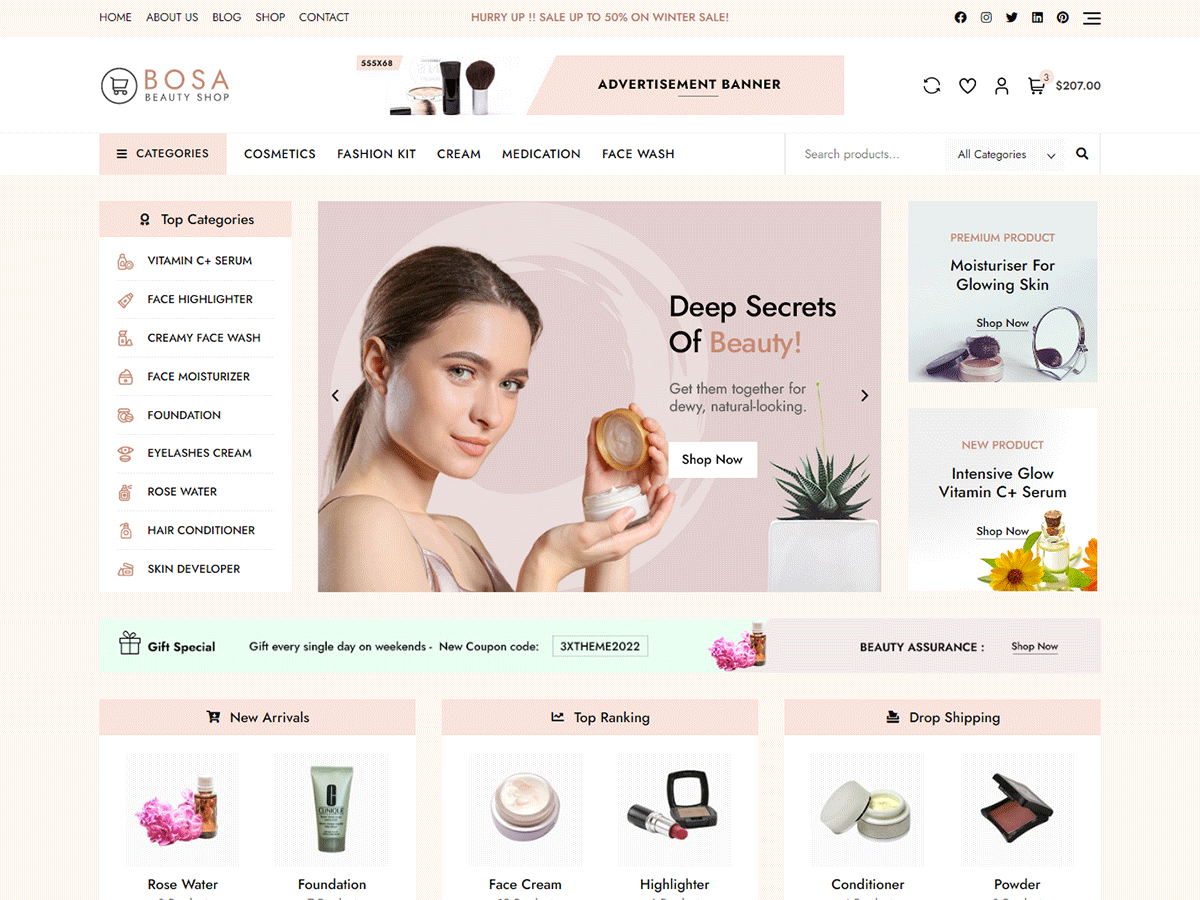 HOME ABOUT US BLOG SHOP CONTACT
HURRY UP !! SALE UP TO 50% ON WINTER SALE!
BOSA
BEAUTY SHOP
555X68
ADVERTISEMENT BANNER
3
$207.00
CATEGORIES
COSMETICS FASHION KIT CREAM MEDICATION FACE WASH
Search products...
All Categories
Top Categories
VITAMIN C+ SERUM
FACE HIGHLIGHTER
CREAMY FACE WASH
FACE MOISTURIZER
FOUNDATION
EYELASHES CREAM
ROSE WATER
HAIR CONDITIONER
SKIN DEVELOPER
Deep Secrets
Of Beauty!
Get them together for
dewy, natural-looking.
Shop Now
PREMIUM PRODUCT
Moisturiser For
Glowing Skin
Shop Now
NEW PRODUCT
Intensive Glow
Vitamin C+ Serum
Shop Now
Gift Special
Gift every single day on weekends - New Coupon code:
3XTHEME2022
BEAUTY ASSURANCE :
Shop Now
New Arrivals
CLINIQUE
Rose Water
Foundation
Top Ranking
Face Cream
Highlighter
Drop Shipping
Conditioner
Powder